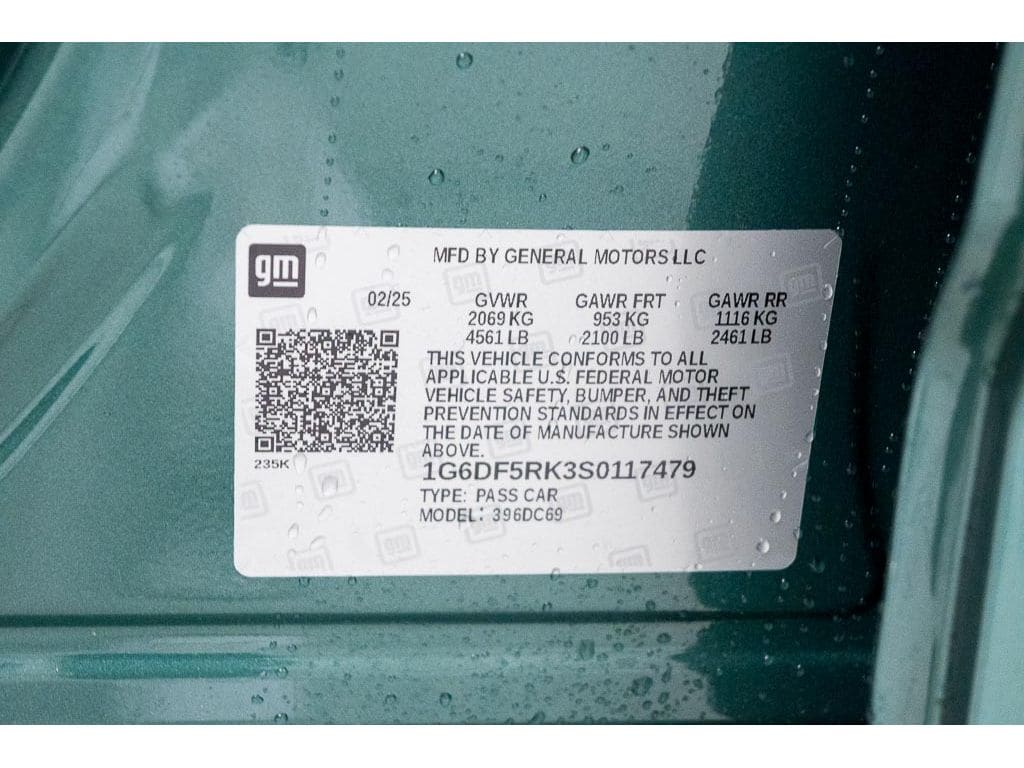 gm
MFD BY GENERAL MOTORS LLC
02/25 GVWR GAWR FRT GAWR RR
2069 KG 953 KG 1116 KG
4561 LB 2100 LB 2461 LB
THIS VEHICLE CONFORMS TO ALL
APPLICABLE U.S. FEDERAL MOTOR
VEHICLE SAFETY, BUMPER, AND THEFT
PREVENTION STANDARDS IN EFFECT ON
THE DATE OF MANUFACTURE SHOWN
ABOVE.
235K
1G6DF5RK3S0117479
TYPE: PASS CAR
MODEL: 396DC69